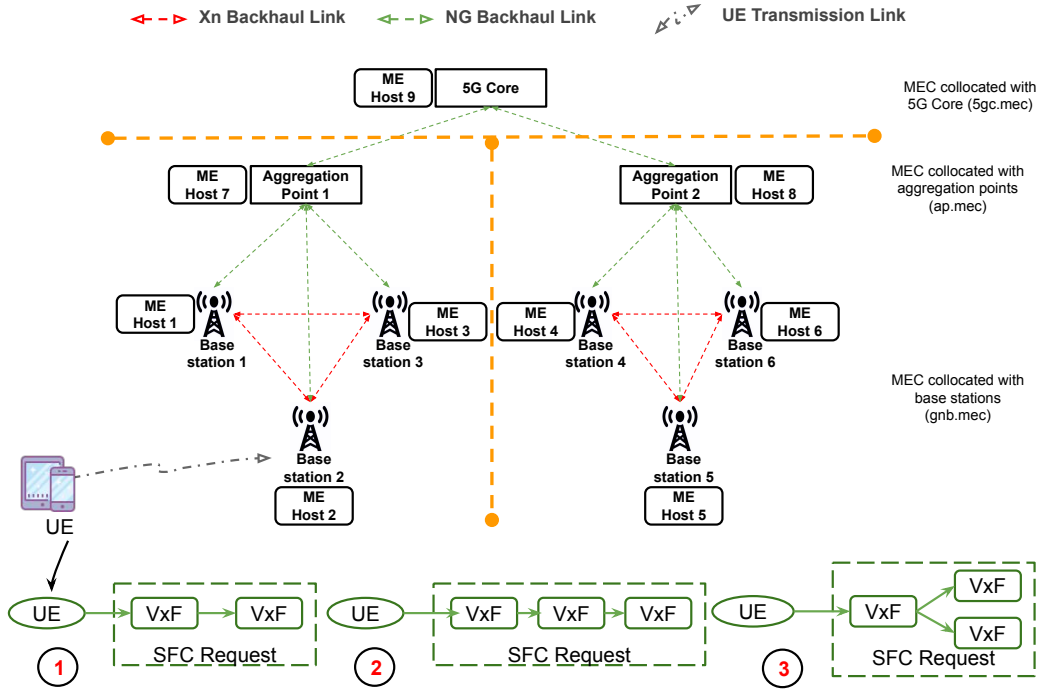 Xn Backhaul Link
NG Backhaul Link
UE Transmission Link
ME
Host 9
5G Core
MEC collocated with
5G Core (5gc.mec)
ME
Host 7
Aggregation
Point 1
Aggregation
Point 2
ME
Host 8
MEC collocated with
aggregation points
(ap.mec)
ME
Host 1
Base
station 1
Base
station 3
ME
Host 3
ME
Host 4
Base
station 4
Base
station 6
ME
Host 6
MEC collocated with
base stations
(gnb.mec)
Base
station 2
ME
Host 2
Base
station 5
ME
Host 5
UE
UE
VxF
VxF
SFC Request
1
UE
VxF
VxF
VxF
SFC Request
2
UE
VxF
VxF
VxF
SFC Request
3